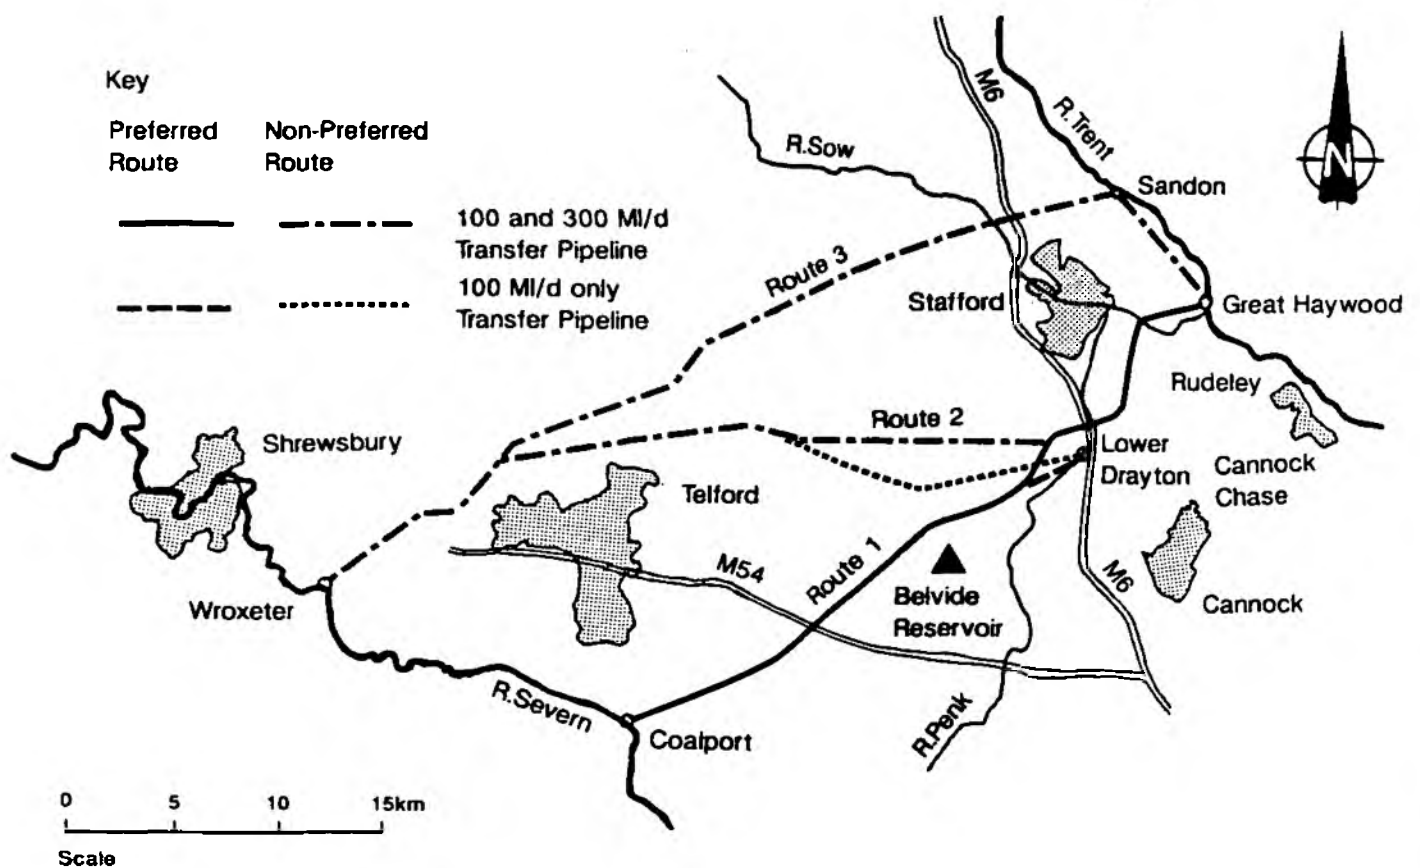 Key
Preferred Route
Non-Preferred Route
100 and 300 Ml/d
Transfer Pipeline
100 Ml/d only
Transfer Pipeline
M6
R.Trent
R.Sow
N
Sandon
Route 3
Stafford
Great Haywood
Rudeley
Route 2
Shrewsbury
Lower
Drayton
Cannock
Chase
Telford
Route 1
M54
M6
Belvide
Reservoir
Cannock
Wroxeter
R.Severn
R.Penk
Coalport
0 5 10 15km
Scale